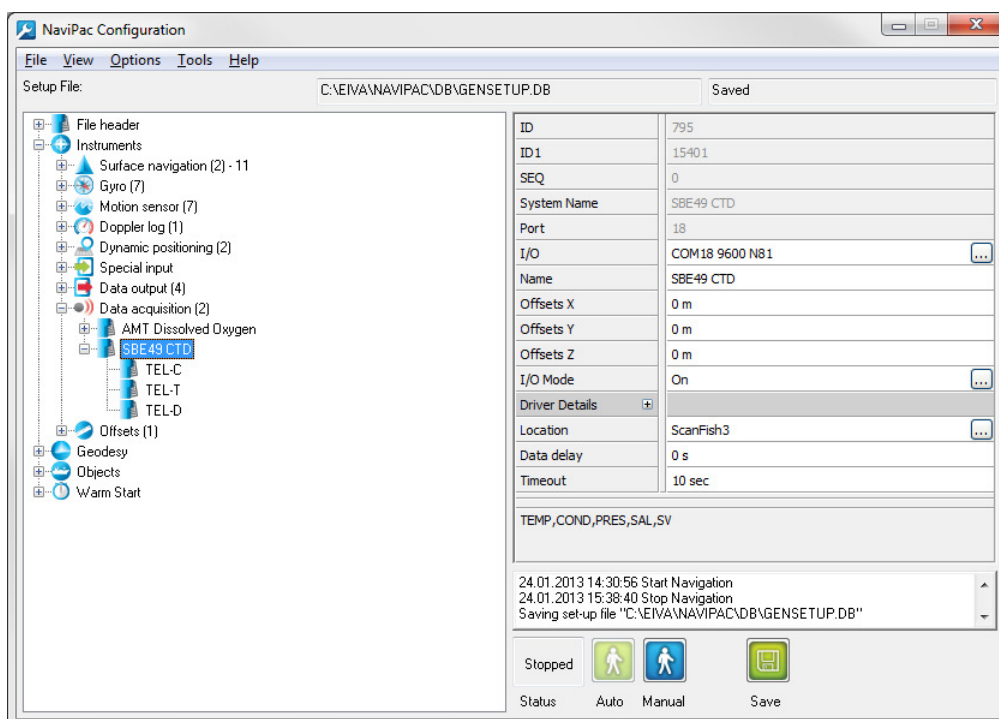 NaviPac Configuration
File View Options Tools Help
Setup File: C:\EIVA\NAVIPAC\DB\GENSETUP.DB Saved
File header
Instruments
Surface navigation (2) - 11
Gyro (7)
Motion sensor (7)
Doppler log (1)
Dynamic positioning (2)
Special input
Data output (4)
Data acquisition (2)
AMT Dissolved Oxygen
SBE49 CTD
TEL-C
TEL-T
TEL-D
Offsets (1)
Geodesy
Objects
Warm Start
ID 795
ID1 15401
SEQ 0
System Name SBE49 CTD
Port 18
I/O COM18 9600 N81 ...
Name SBE49 CTD
Offsets X 0 m
Offsets Y 0 m
Offsets Z 0 m
I/O Mode On ...
Driver Details
Location ScanFish3 ...
Data delay 0 s
Timeout 10 sec
TEMP,COND,PRES,SAL,SV
24.01.2013 14:30:56 Start Navigation
24.01.2013 15:38:40 Stop Navigation
Saving set-up file "C:\EIVA\NAVIPAC\DB\GENSETUP.DB"
Stopped
Status Auto Manual Save